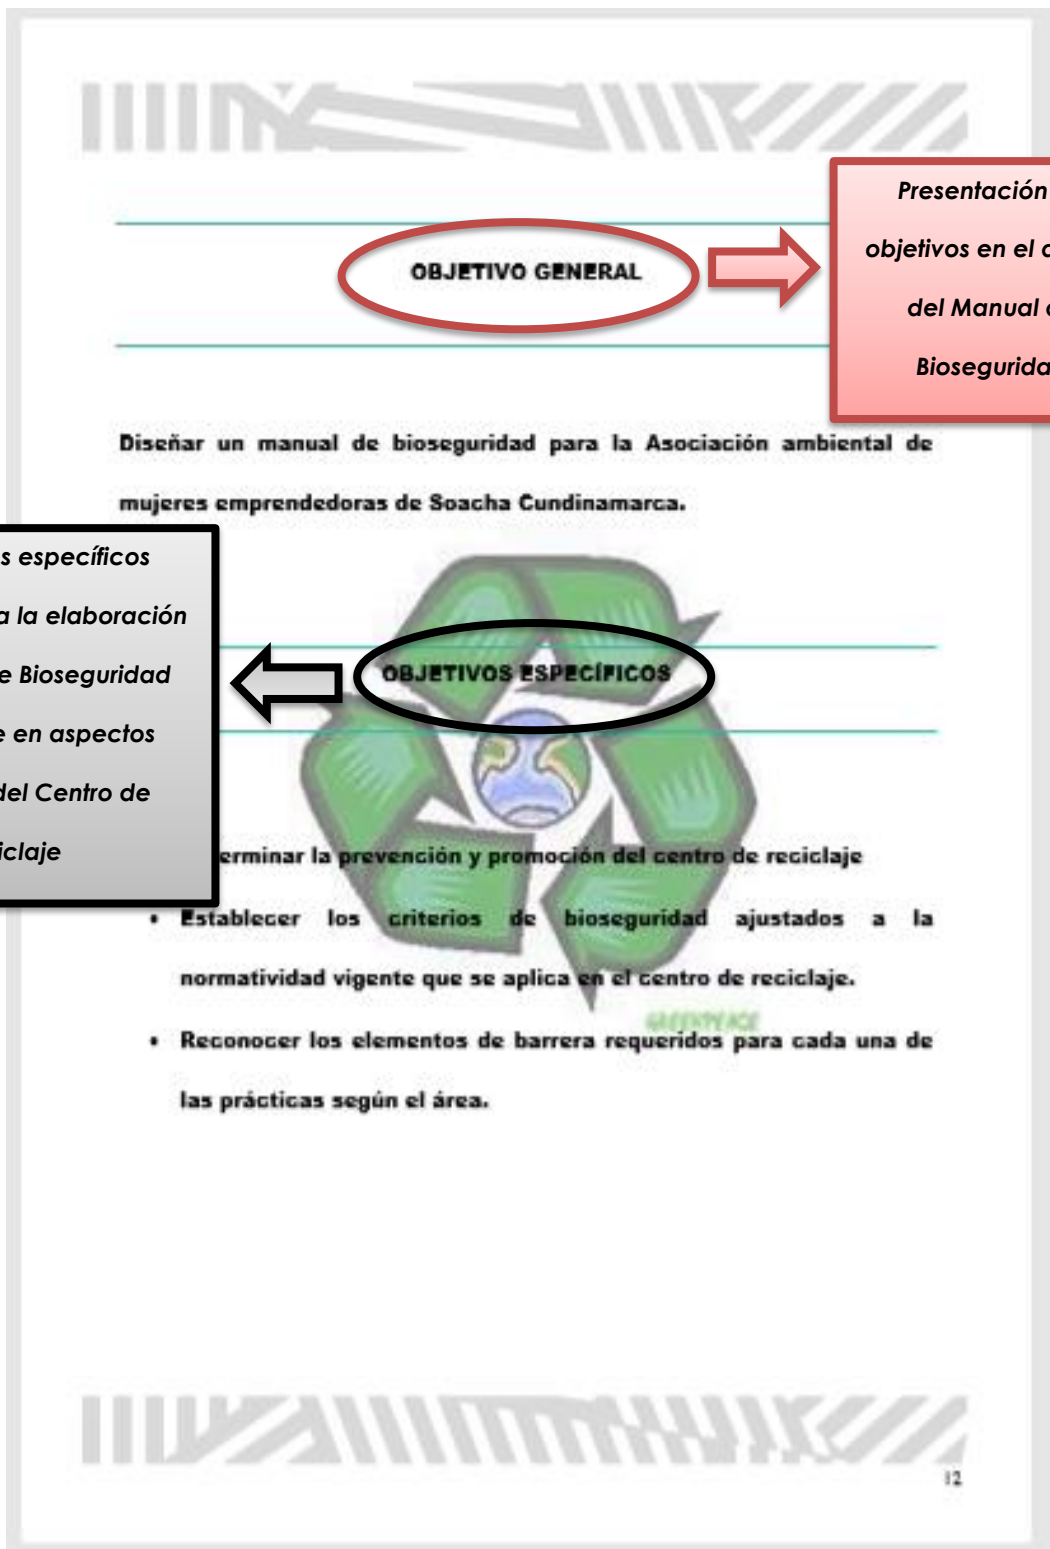 Presentación
objetivos en el
del Manual
OBJETIVO GENERAL
Diseñar un manual de bioseguridad para la Asociación ambiental de
mujeres emprendedoras de Soacha Cundinamarca.
específicos
a la elaboración
Bioseguridad
en aspectos
del Centro de
OBJETIVOS ESPECÍFICOS
la prevención y promoción del centro de reciclaje
• Establecer los criterios de bioseguridad ajustados a la
normatividad vigente que se aplica en el centro de reciclaje.
GREENPEACE
• Reconocer los elementos de barrera requeridos para cada una de
las prácticas según el área.
12